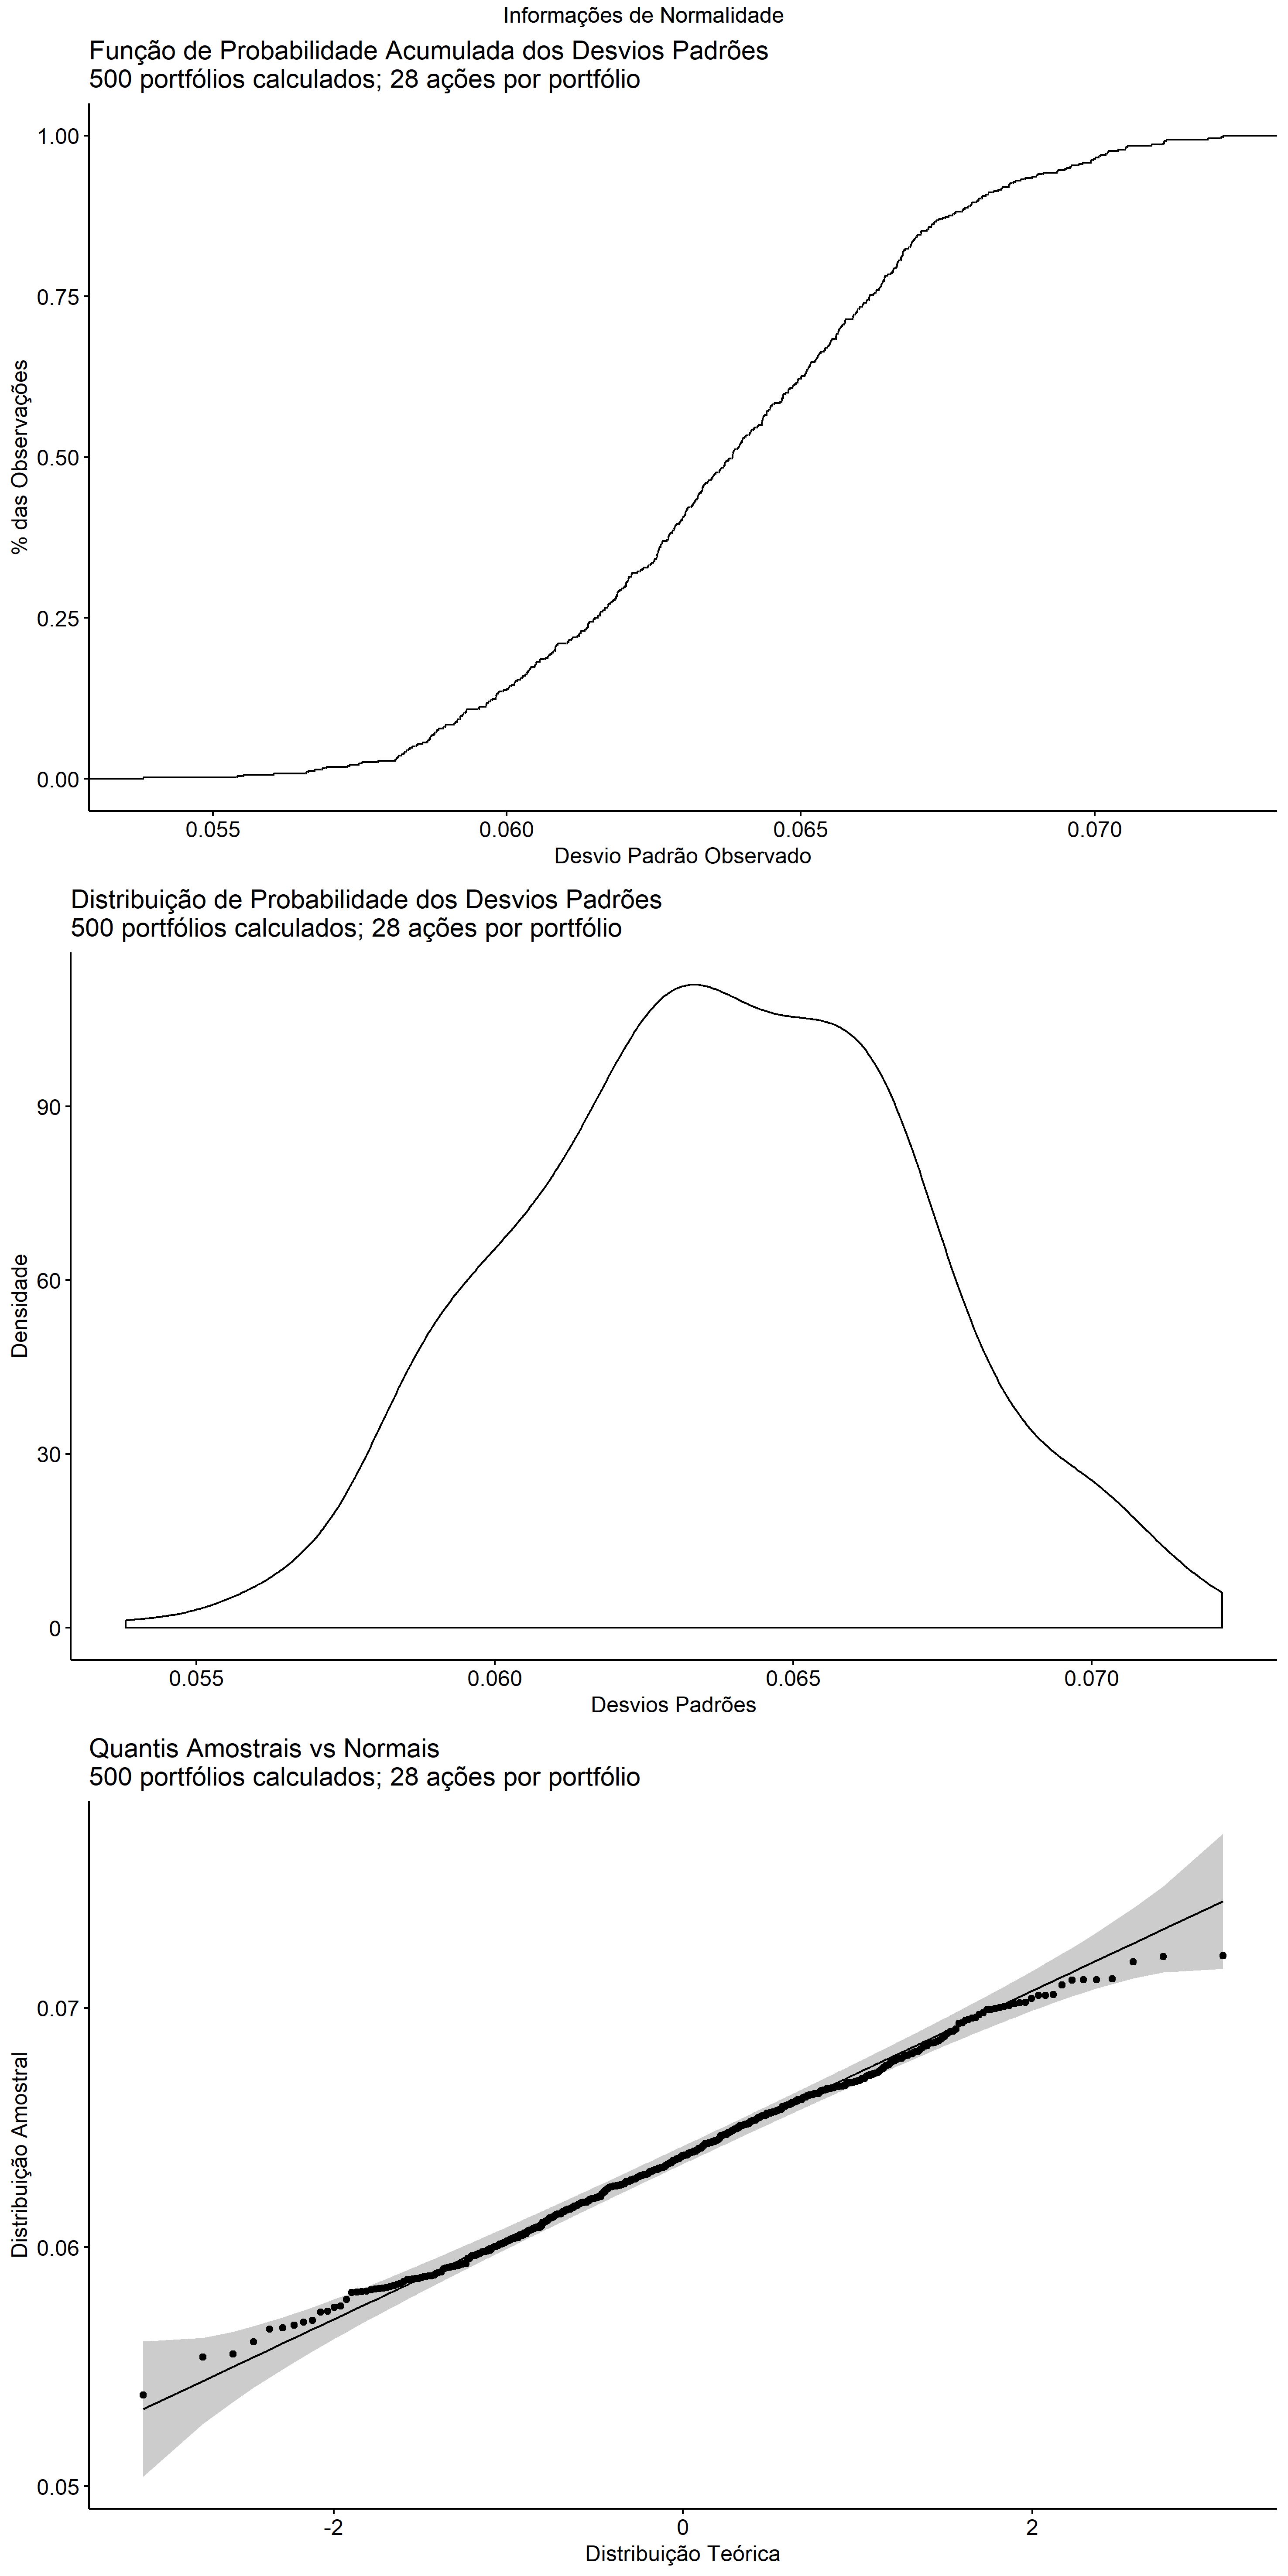 Informações de Normalidade
Função de Probabilidade Acumulada dos Desvios Padrões
500 portfólios calculados; 28 ações por portfólio
1.00
0.75
0.50
0.25
0.00
% das Observações
0.055 0.060 0.065 0.070
Desvio Padrão Observado
Distribuição de Probabilidade dos Desvios Padrões
500 portfólios calculados; 28 ações por portfólio
90
60
30
0
Densidade
0.055 0.060 0.065 0.070
Desvios Padrões
Quantis Amostrais vs Normais
500 portfólios calculados; 28 ações por portfólio
0.07
0.06
0.05
Distribuição Amostral
-2 0 2
Distribuição Teórica